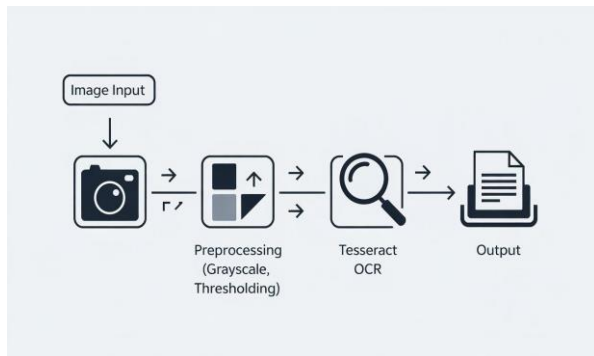 Image Input
Preprocessing
(Grayscale,
Thresholding)
Tesseract
OCR
Output